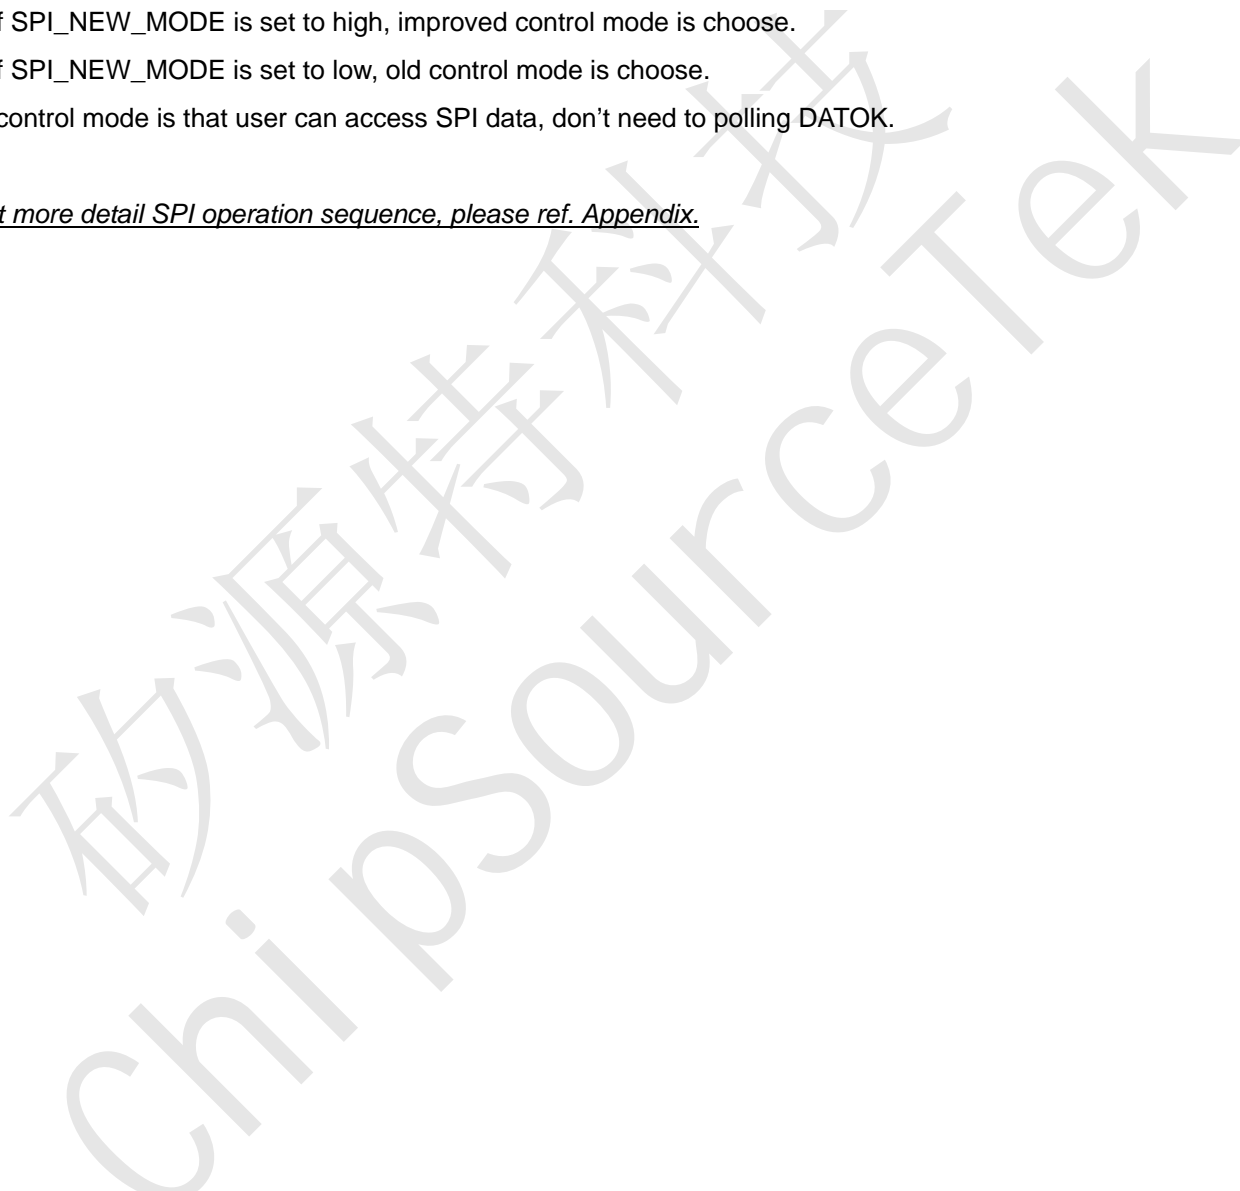 f SPI_NEW_MODE is set to high, improved control mode is choose.
f SPI_NEW_MODE is set to low, old control mode is choose.
control mode is that user can access SPI data, don’t need to polling DATOK.
t more detail SPI operation sequence, please ref. Appendix.
矽源特科技
ChipSourceTek